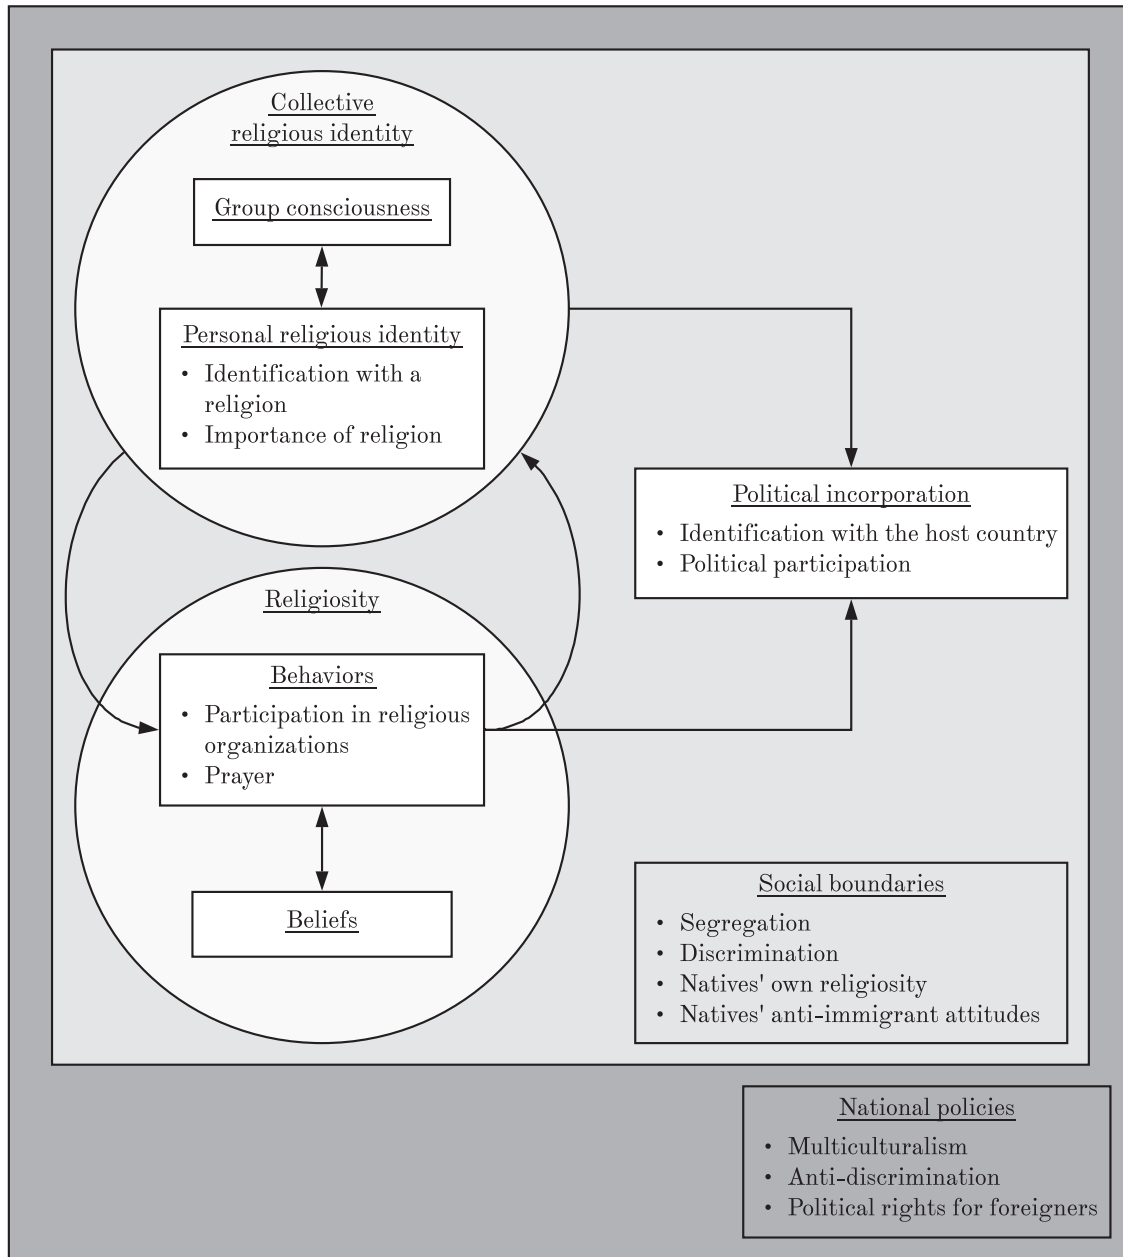 Collective
religious identity
Group consciousness
Personal religious identity
• Identification with a
religion
• Importance of religion
Political incorporation
• Identification with the host country
• Political participation
Religiosity
Behaviors
• Participation in religious
organizations
• Prayer
Beliefs
Social boundaries
• Segregation
• Discrimination
• Natives' own religiosity
• Natives' anti-immigrant attitudes
National policies
• Multiculturalism
• Anti-discrimination
• Political rights for foreigners